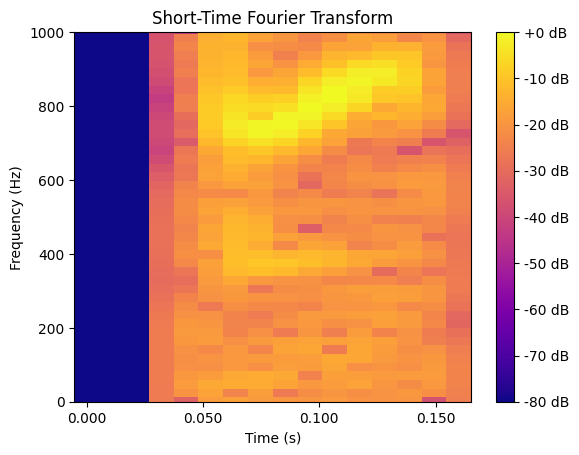 Short-Time Fourier Transform
1000
800
600
400
200
0
Frequency (Hz)
0.000
0.050
0.100
0.150
Time (s)
+0 dB
-10 dB
-20 dB
-30 dB
-40 dB
-50 dB
-60 dB
-70 dB
-80 dB